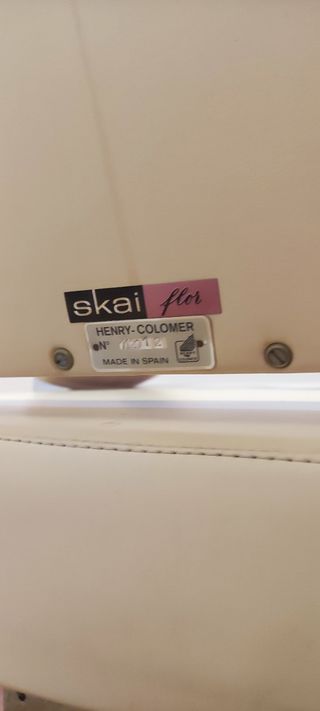 skai flor
HENRY-COLOMER
Nº
MADE IN SPAIN